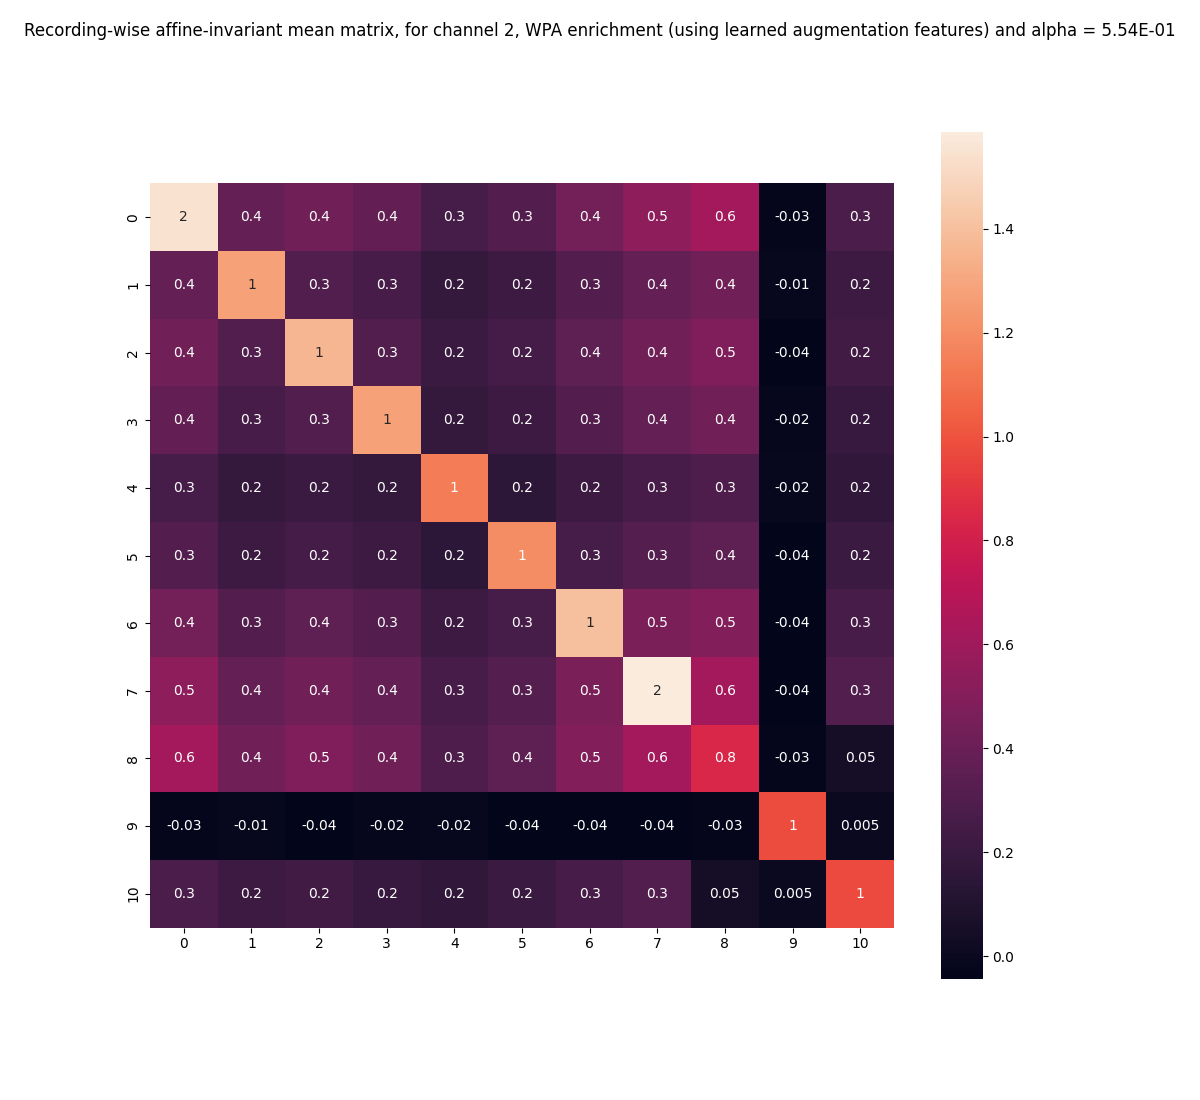 Recording-wise affine-invariant mean matrix, for channel 2, WPA enrichment (using learned augmentation features) and alpha = 5.54E-01
0 2 0.4 0.4 0.4 0.3 0.3 0.4 0.5 0.6 -0.03 0.3
1 0.4 1 0.3 0.3 0.2 0.2 0.3 0.4 0.4 -0.01 0.2
2 0.4 0.3 1 0.3 0.2 0.2 0.4 0.4 0.5 -0.04 0.2
3 0.4 0.3 0.3 1 0.2 0.2 0.3 0.4 0.4 -0.02 0.2
4 0.3 0.2 0.2 0.2 1 0.2 0.2 0.3 0.3 -0.02 0.2
5 0.3 0.2 0.2 0.2 0.2 1 0.3 0.3 0.4 -0.04 0.2
6 0.4 0.3 0.4 0.3 0.2 0.3 1 0.5 0.5 -0.04 0.3
7 0.5 0.4 0.4 0.4 0.3 0.3 0.5 2 0.6 -0.04 0.3
8 0.6 0.4 0.5 0.4 0.3 0.4 0.5 0.6 0.8 -0.03 0.05
9 -0.03 -0.01 -0.04 -0.02 -0.02 -0.04 -0.04 -0.04 -0.03 1 0.005
10 0.3 0.2 0.2 0.2 0.2 0.2 0.3 0.3 0.05 0.005 1
0 1 2 3 4 5 6 7 8 9 10
1.4
1.2
1.0
0.8
0.6
0.4
0.2
0.0